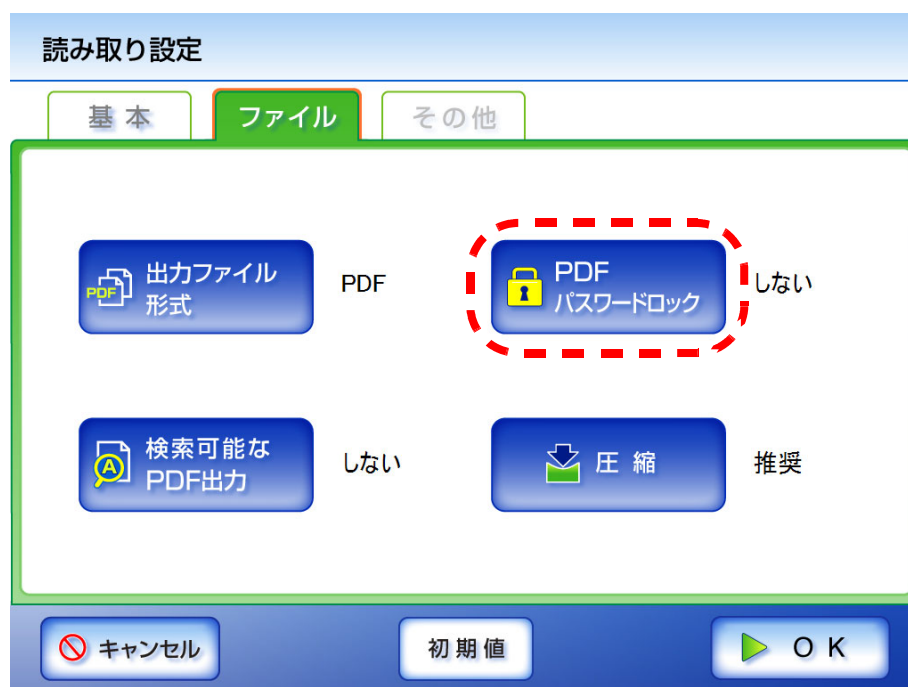 読み取り設定
基本
ファイル
その他
PDF
出力ファイル
形式
PDF
PDF
パスワードロック
しない
A
検索可能な
PDF出力
しない
圧縮
推奨
キャンセル
初期値
OK